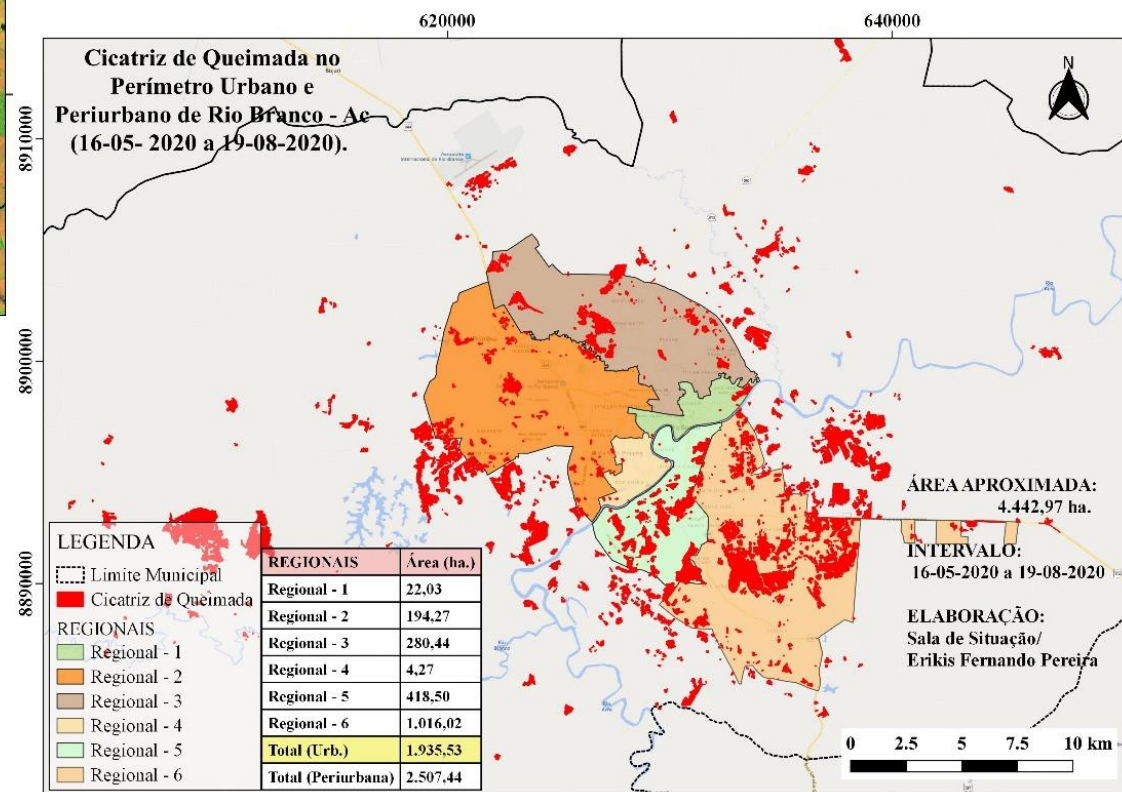 620000
640000
8910000
8900000
8890000
Cicatriz de Queimada no
Perímetro Urbano e
Periurbano de Rio Branco - Ac
(16-05- 2020 a 19-08-2020).
N
ÁREA APROXIMADA:
4.442,97 ha.
INTERVALO:
16-05-2020 a 19-08-2020
ELABORAÇÃO:
Sala de Situação/
Erikis Fernando Pereira
LEGENDA
Limite Municipal
Cicatriz de Queimada
REGIONAIS
Regional - 1
Regional - 2
Regional - 3
Regional - 4
Regional - 5
Regional - 6
REGIONAIS Área (ha.)
Regional - 1 22,03
Regional - 2 194,27
Regional - 3 280,44
Regional - 4 4,27
Regional - 5 418,50
Regional - 6 1.016,02
Total (Urb.) 1.935,53
Total (Periurbana) 2.507,44
0 2.5 5 7.5 10 km